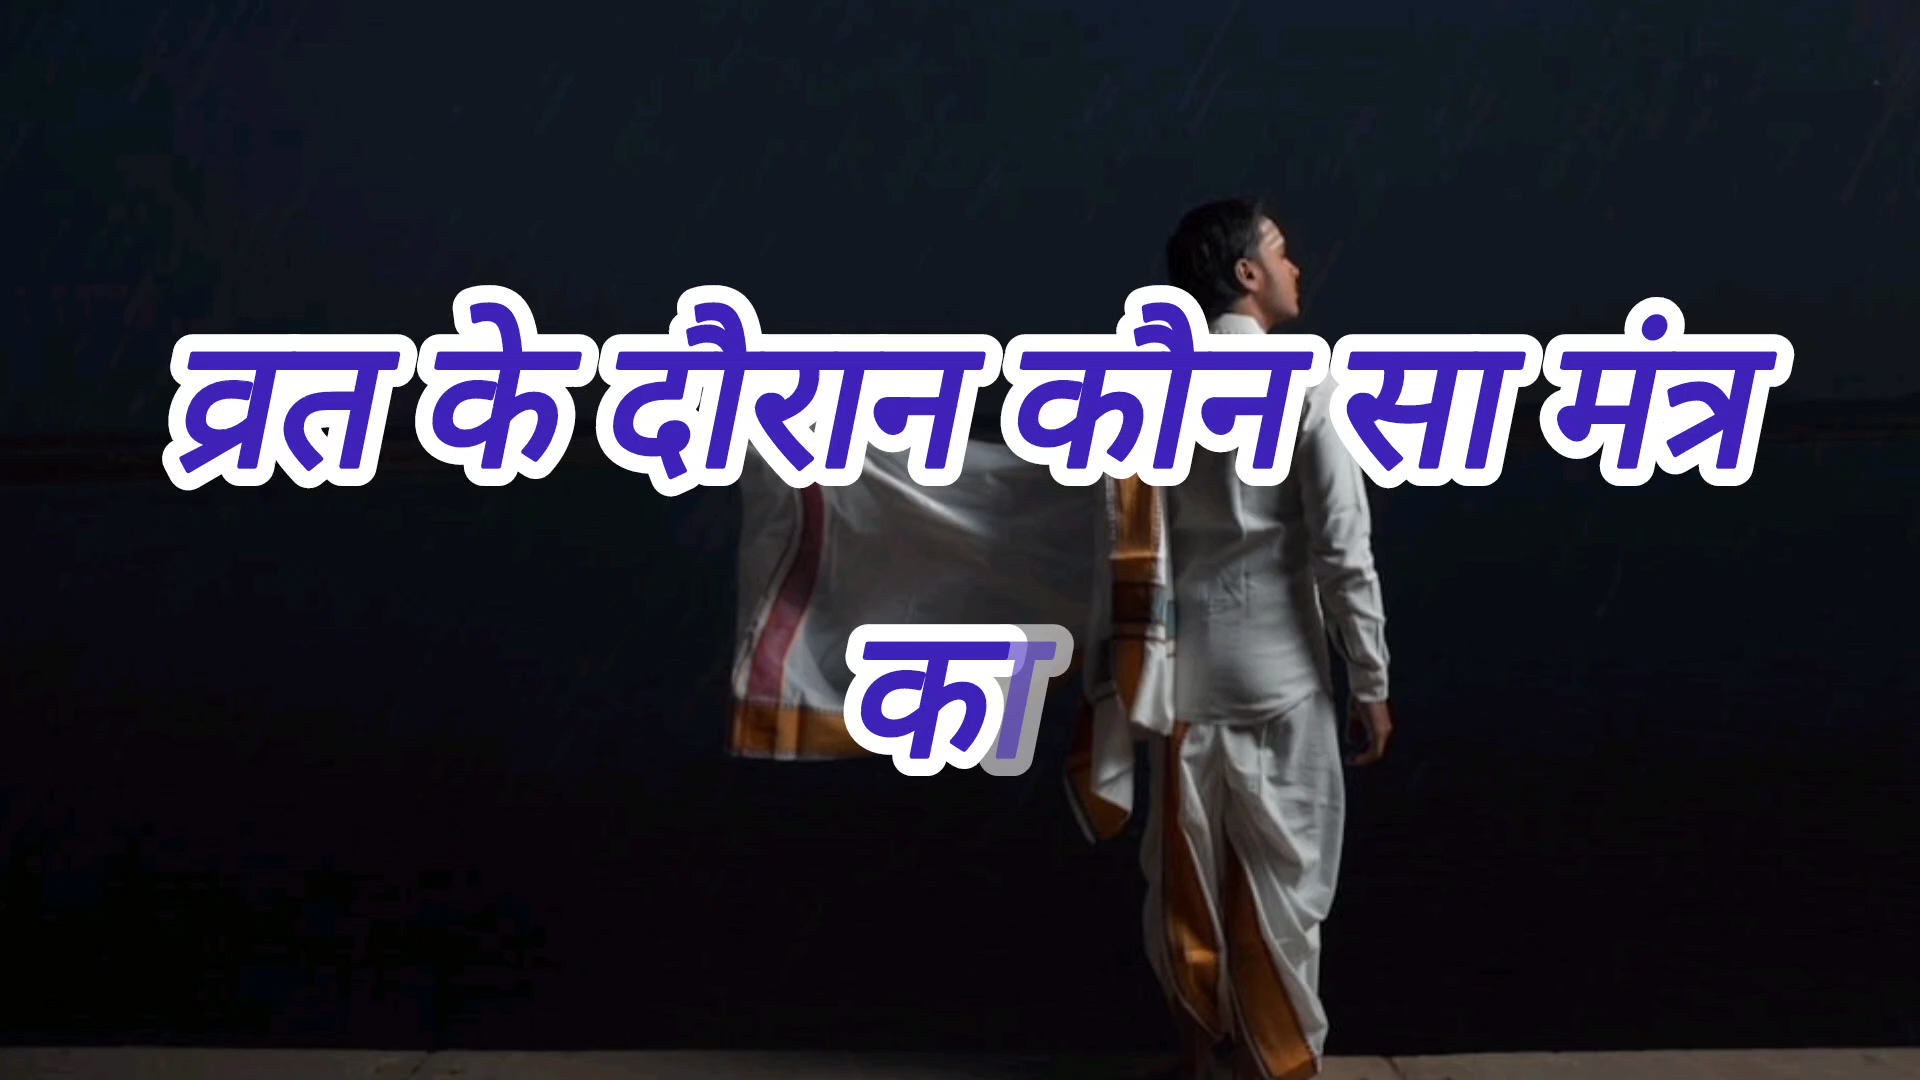 व्रत के दौरान कौन सा मंत्र
का